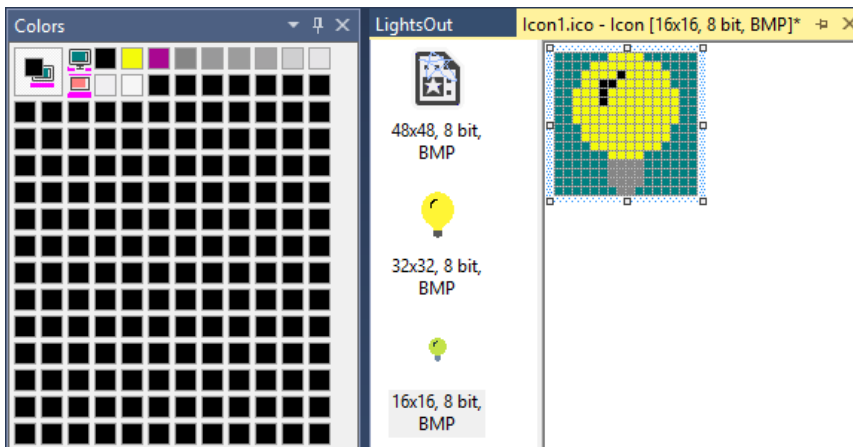 Colors
LightsOut
Icon1.ico - Icon [16x16, 8 bit, BMP]*
48x48, 8 bit,
BMP
32x32, 8 bit,
BMP
16x16, 8 bit,
BMP